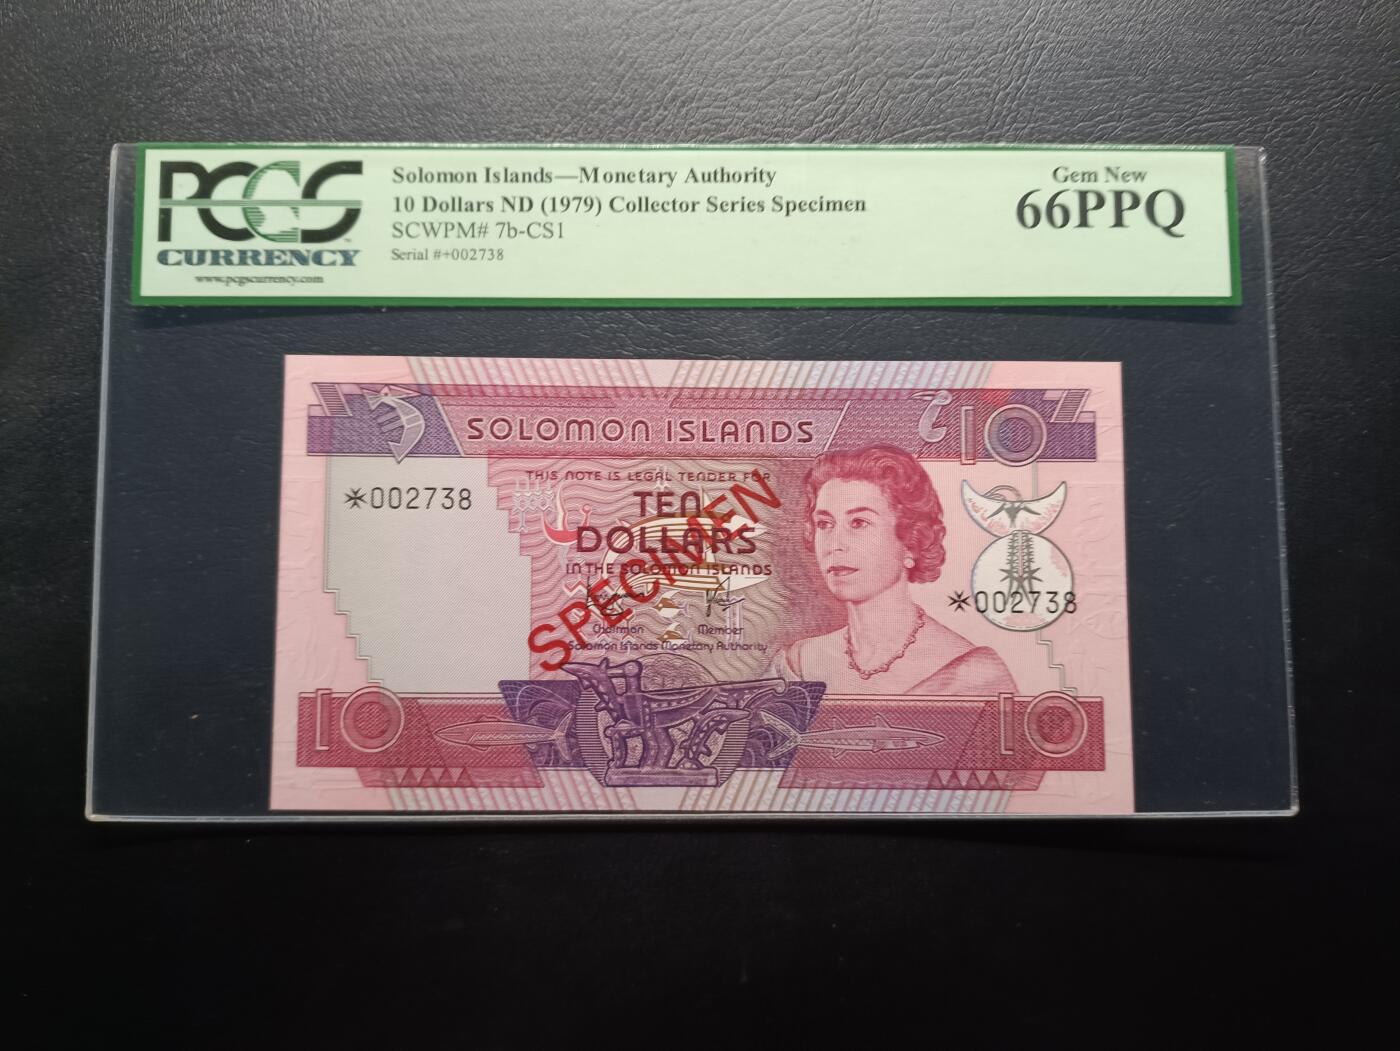 PCGS
CURRENCY
www.pcgscurrency.com
Solomon Islands—Monetary Authority
10 Dollars ND (1979) Collector Series Specimen
SCWPM# 7b-CS1
Serial #+002738
Gem New
66PPQ
SOLOMON ISLANDS
10
002738
THIS NOTE IS LEGAL TENDER FOR
TEN
DOLLARS
IN THE SOLOMON ISLANDS
SPECIMEN
Chairman Member
Solomon Islands Monetary Authority
002738
10
10